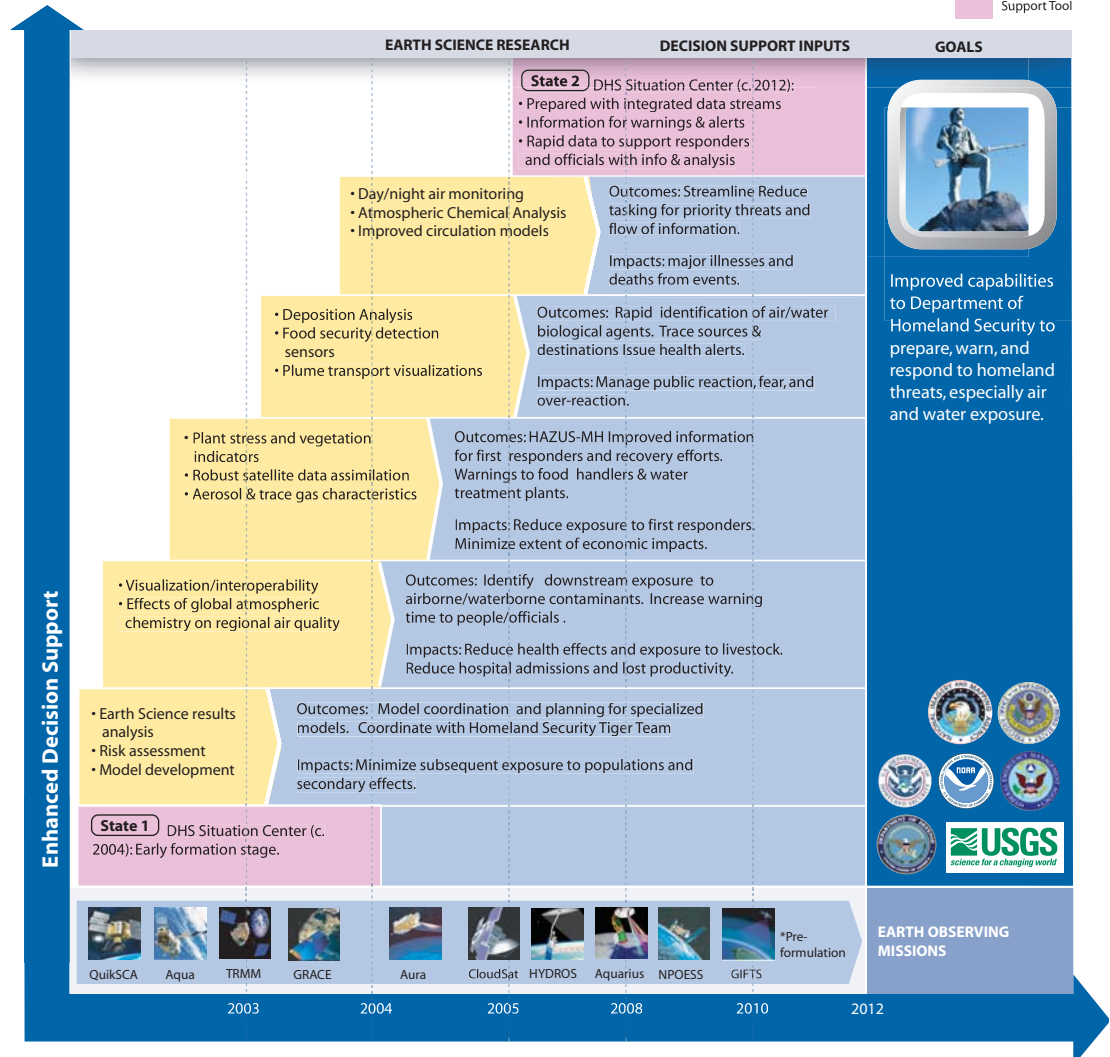 Support Tool
EARTH SCIENCE RESEARCH
DECISION SUPPORT INPUTS
GOALS
State 2 DHS Situation Center (c. 2012):
• Prepared with integrated data streams
• Information for warnings & alerts
• Rapid data to support responders
and officials with info & analysis
• Day/night air monitoring
• Atmospheric Chemical Analysis
• Improved circulation models
Outcomes: Streamline Reduce
tasking for priority threats and
flow of information.
Impacts: major illnesses and
deaths from events.
Improved capabilities
to Department of
Homeland Security to
prepare, warn, and
respond to homeland
threats, especially air
and water exposure.
• Deposition Analysis
• Food security detection
sensors
• Plume transport visualizations
Outcomes: Rapid identification of air/water
biological agents. Trace sources &
destinations Issue health alerts.
Impacts: Manage public reaction, fear, and
over-reaction.
• Plant stress and vegetation
indicators
• Robust satellite data assimilation
• Aerosol & trace gas characteristics
Outcomes: HAZUS-MH Improved information
for first responders and recovery efforts.
Warnings to food handlers & water
treatment plants.
Impacts: Reduce exposure to first responders.
Minimize extent of economic impacts.
• Visualization/interoperability
• Effects of global atmospheric
chemistry on regional air quality
Outcomes: Identify downstream exposure to
airborne/waterborne contaminants. Increase warning
time to people/officials .
Impacts: Reduce health effects and exposure to livestock.
Reduce hospital admissions and lost productivity.
• Earth Science results
analysis
• Risk assessment
• Model development
Outcomes: Model coordination and planning for specialized
models. Coordinate with Homeland Security Tiger Team
Impacts: Minimize subsequent exposure to populations and
secondary effects.
State 1 DHS Situation Center (c.
2004): Early formation stage.
Enhanced Decision Support
NOAA
USGS
science for a changing world
*Pre-
formulation
QuikSCA
Aqua
TRMM
GRACE
Aura
CloudSat
HYDROS
Aquarius
NPOESS
GIFTS
EARTH OBSERVING
MISSIONS
2003
2004
2005
2008
2010
2012